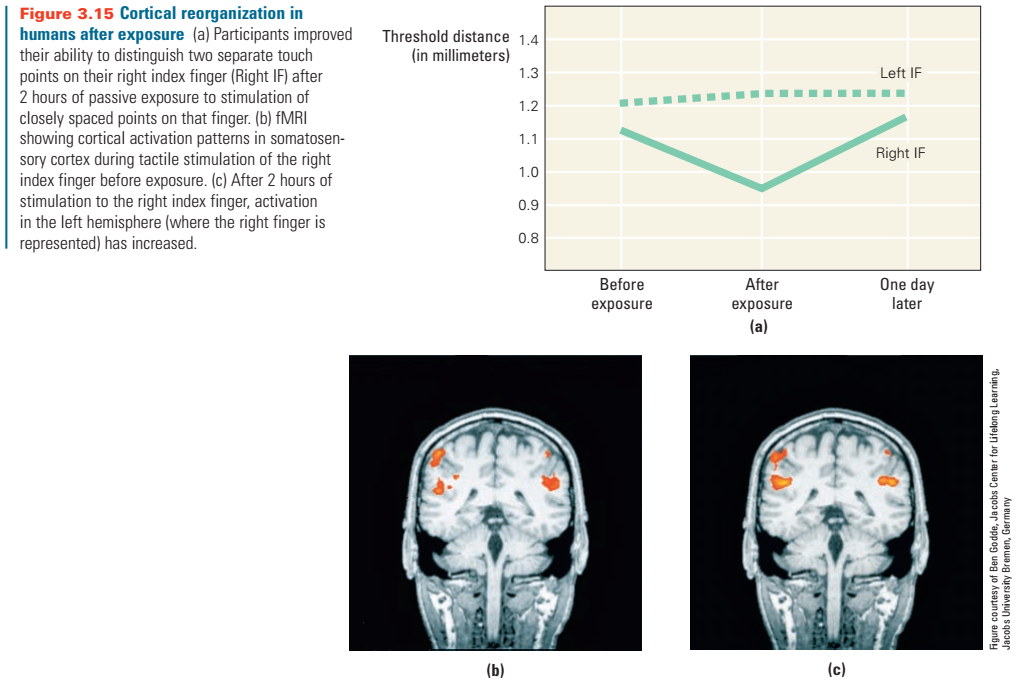 Figure 3.15 Cortical reorganization in
humans after exposure (a) Participants improved
their ability to distinguish two separate touch
points on their right index finger (Right IF) after
2 hours of passive exposure to stimulation of
closely spaced points on that finger. (b) fMRI
showing cortical activation patterns in somatosen-
sory cortex during tactile stimulation of the right
index finger before exposure. (c) After 2 hours of
stimulation to the right index finger, activation
in the left hemisphere (where the right finger is
represented) has increased.
Threshold distance
(in millimeters)
1.4
1.3
1.2
1.1
1.0
0.9
0.8
Left IF
Right IF
Before
exposure
After
exposure
One day
later
(a)
(b)
(c)
Figure courtesy of Ben Godde, Jacobs Center for Lifelong Learning,
Jacobs University Bremen, Germany